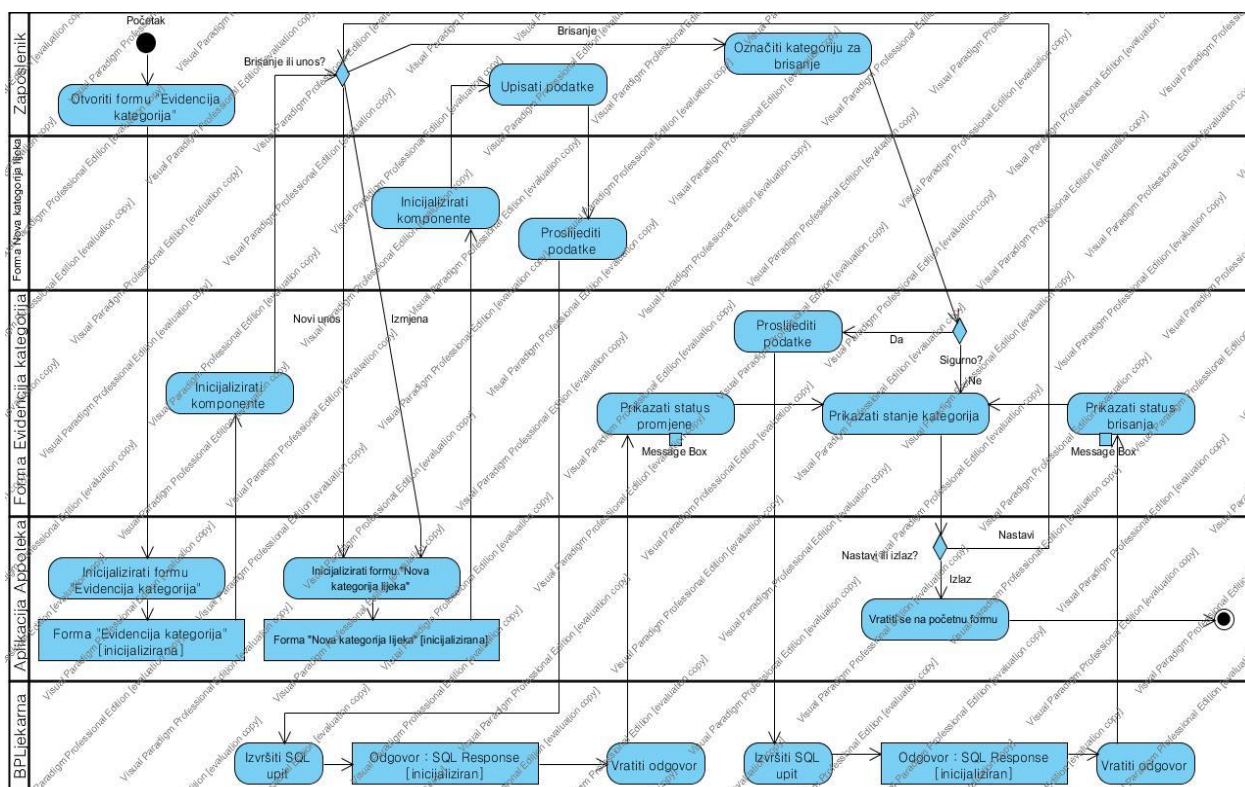 Zaposlenik
Početak
Otvoriti formu "Evidencija
kategorija"
Brisanje ili unos?
Brisanje
Označiti kategoriju za
brisanje
Upisati podatke
Forma Nova kategorija lijeka
Inicijalizirati
komponente
Proslijediti
podatke
Forma Evidencija kategorija
Novi unos
Izmjena
Inicijalizirati
komponente
Proslijediti
podatke
Da
Sigurno?
Ne
Prikazati status
promjene
Message Box
Prikazati stanje kategorija
Prikazati status
brisanja
Message Box
Aplikacija Appoteka
Inicijalizirati formu
"Evidencija kategorija"
Forma "Evidencija kategorija"
[inicijalizirana]
Inicijalizirati formu "Nova
kategorija lijeka"
Forma "Nova kategorija lijeka" [inicijalizirana]
Nastavi ili izlaz?
Nastavi
Izlaz
Vratiti se na početnu formu
BPLjekarna
Izvršiti SQL
upit
Odgovor : SQL Response
[inicijaliziran]
Vratiti odgovor
Izvršiti SQL
upit
Odgovor : SQL Response
[inicijaliziran]
Vratiti odgovor
Visual Paradigm Professional Edition [evaluation copy]